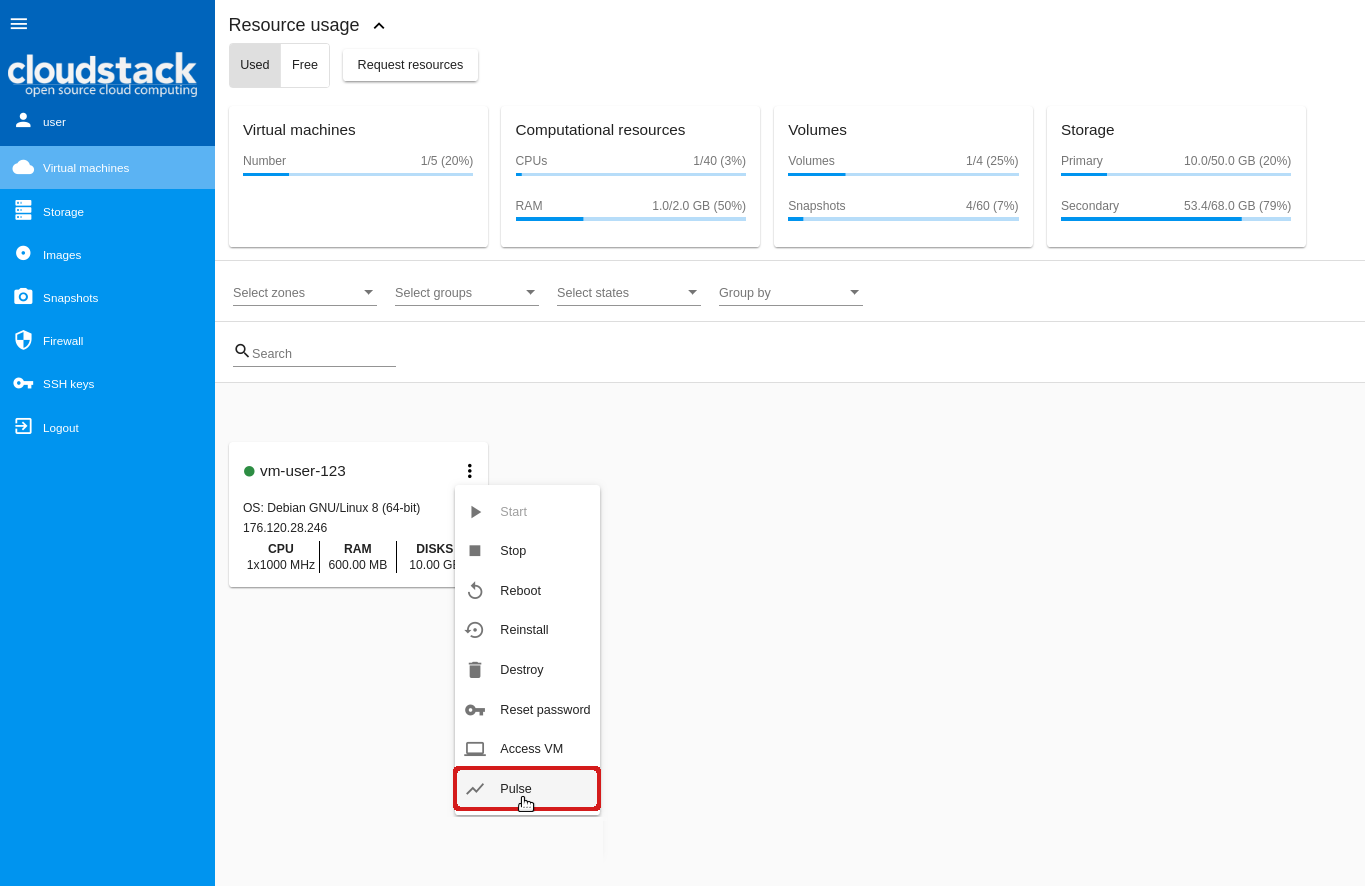 cloudstack
open source cloud computing
user
Virtual machines
Storage
Images
Snapshots
Firewall
SSH keys
Logout
Resource usage
Used Free Request resources
Virtual machines
Number 1/5 (20%)
Computational resources
CPUs 1/40 (3%)
RAM 1.0/2.0 GB (50%)
Volumes
Volumes 1/4 (25%)
Snapshots 4/60 (7%)
Storage
Primary 10.0/50.0 GB (20%)
Secondary 53.4/68.0 GB (79%)
Select zones Select groups Select states Group by
Search
vm-user-123
OS: Debian GNU/Linux 8 (64-bit)
176.120.28.246
CPU RAM DISKS
1x1000 MHz 600.00 MB 10.00 GB
Start
Stop
Reboot
Reinstall
Destroy
Reset password
Access VM
Pulse